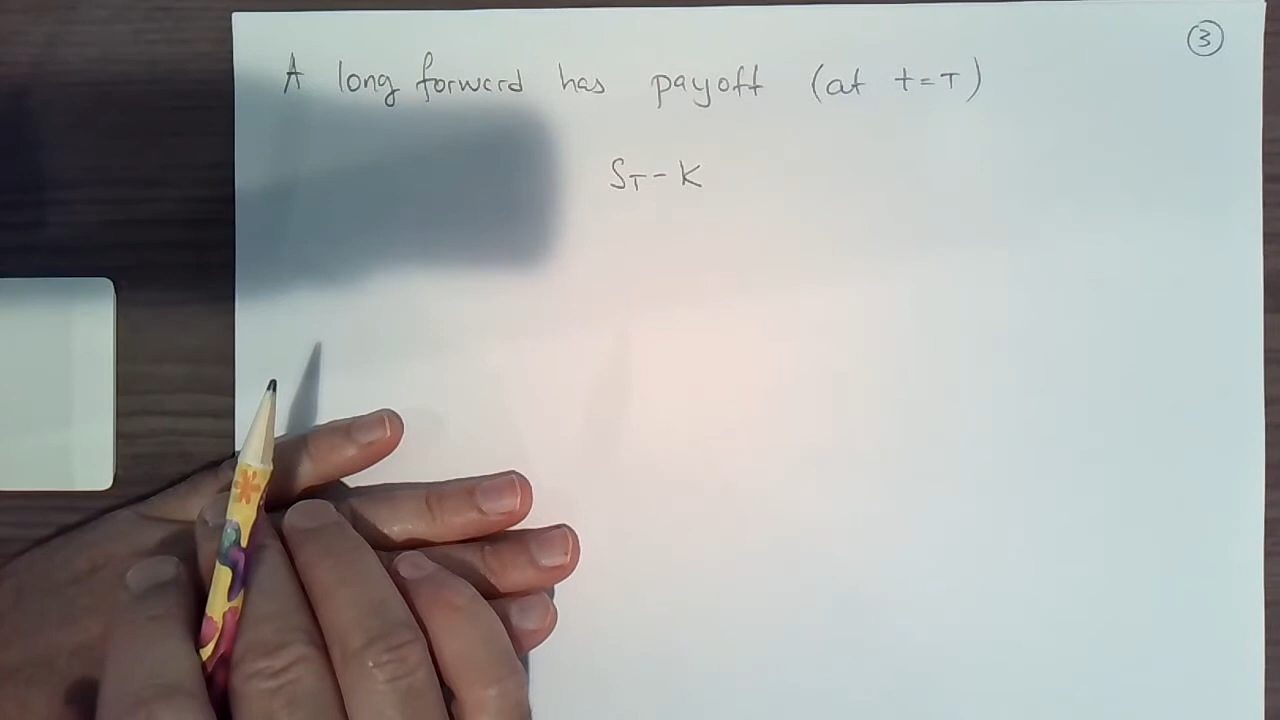 ③
A long forward has payoff (at t=T)
S_T - K